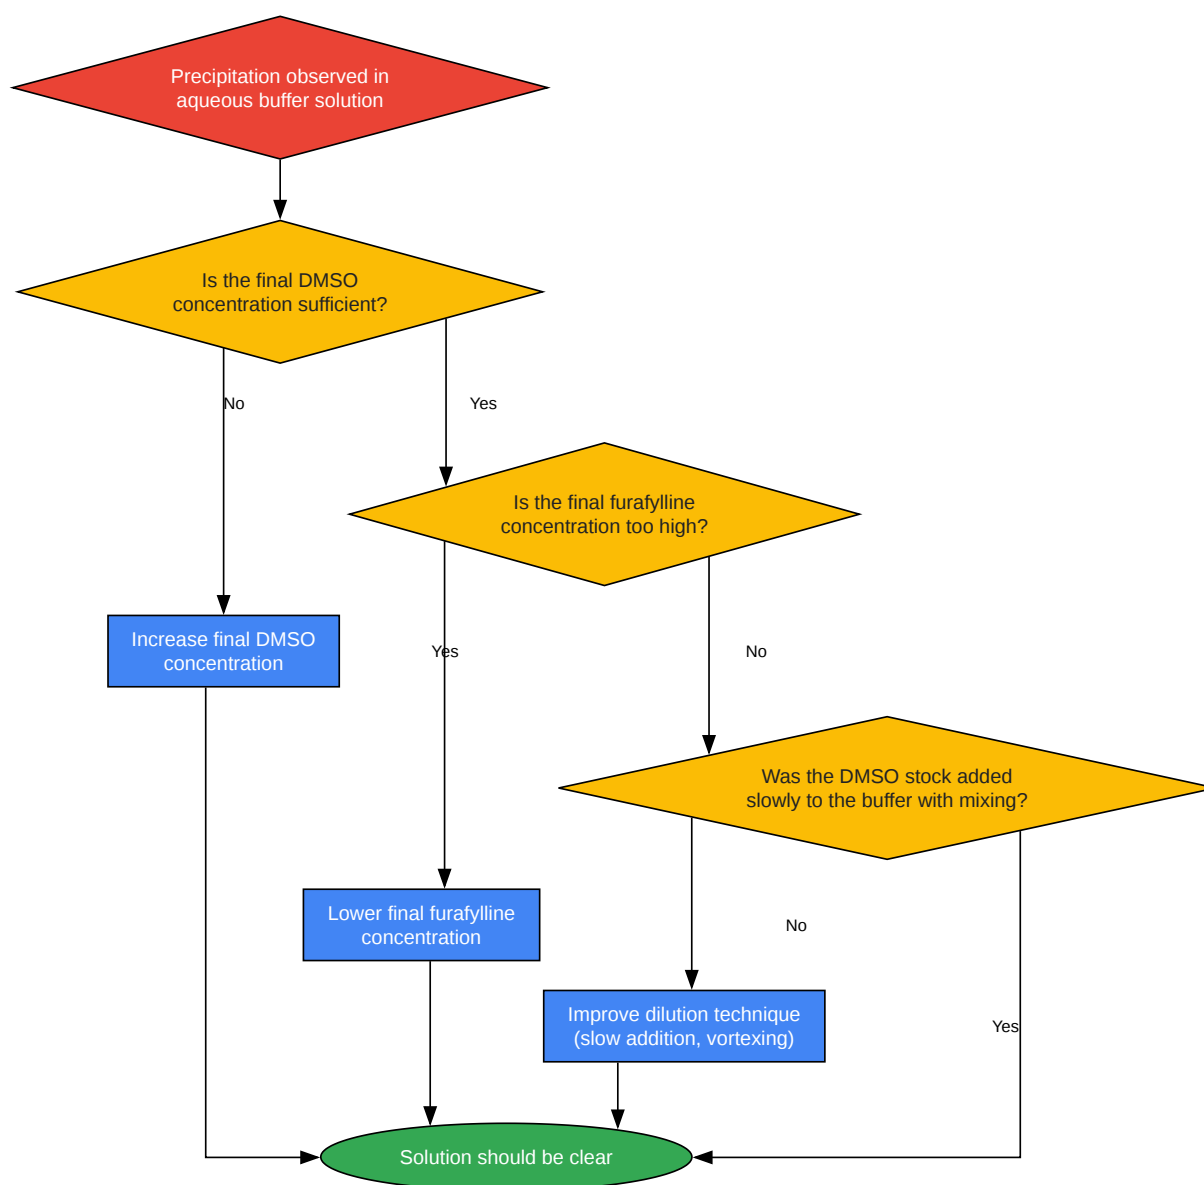 Precipitation observed in
aqueous buffer solution
Is the final DMSO
concentration sufficient?
No
Yes
Is the final furafylline
concentration too high?
Increase final DMSO
concentration
Yes
No
Was the DMSO stock added
slowly to the buffer with mixing?
Lower final furafylline
concentration
No
Improve dilution technique
(slow addition, vortexing)
Yes
Solution should be clear